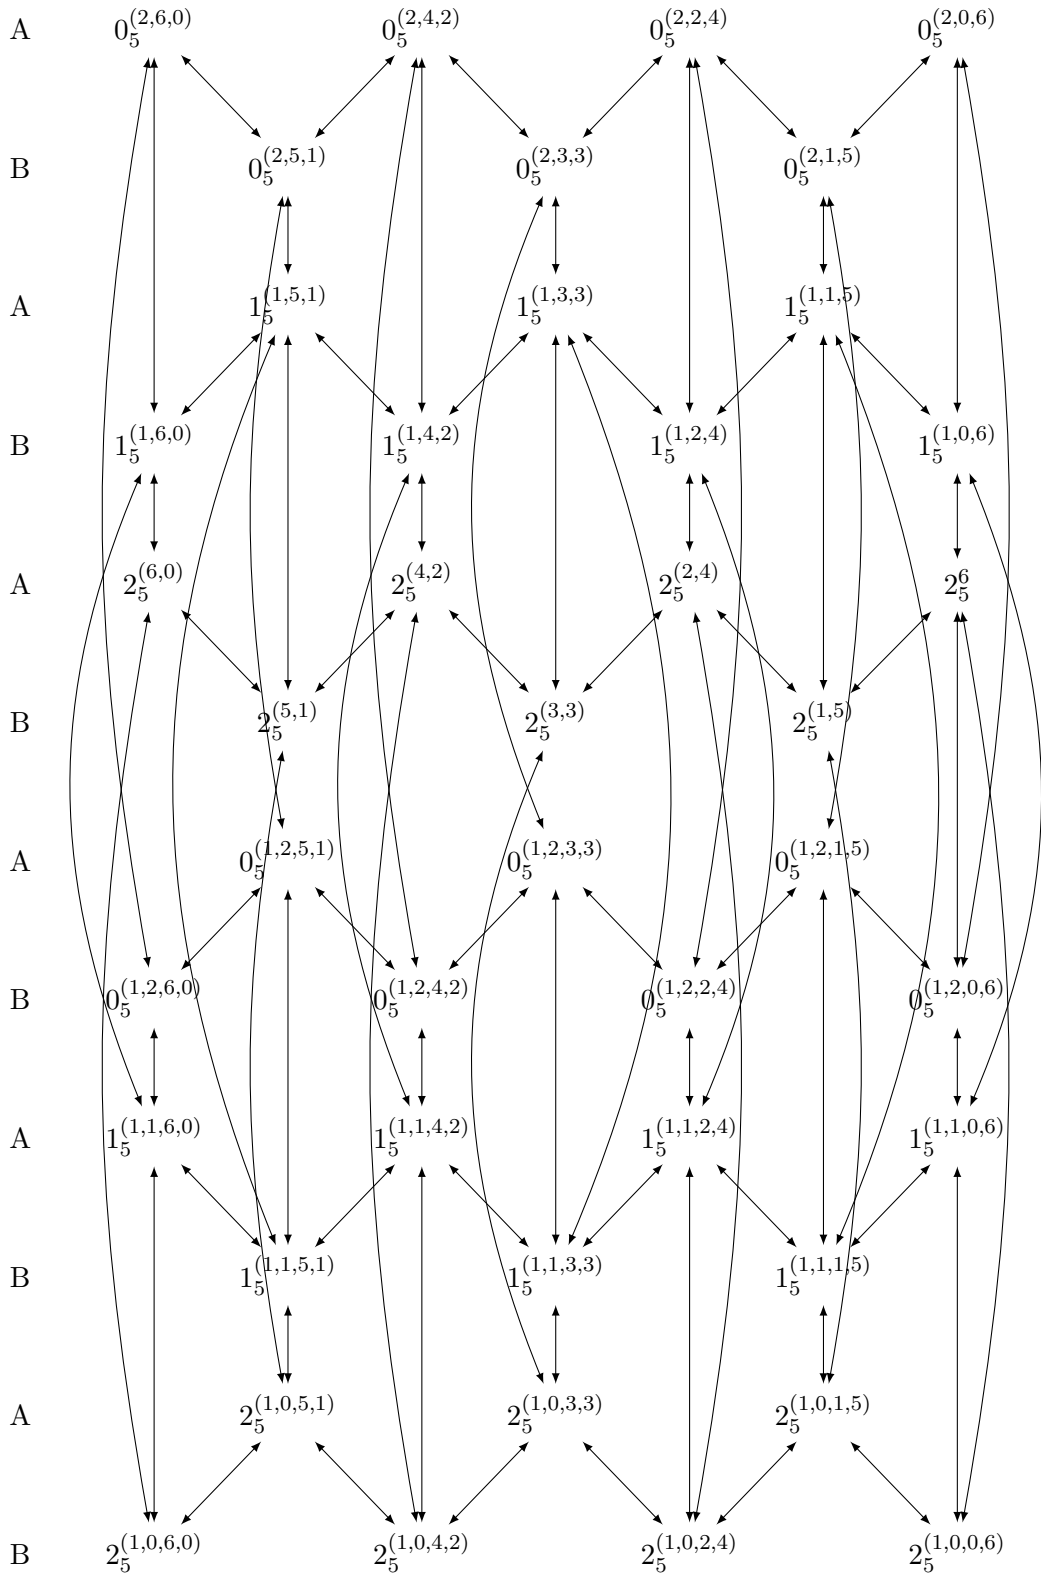 A 0_5^{(2,6,0)} 0_5^{(2,4,2)} 0_5^{(2,2,4)} 0_5^{(2,0,6)}
B 0_5^{(2,5,1)} 0_5^{(2,3,3)} 0_5^{(2,1,5)}
A 1_5^{(1,5,1)} 1_5^{(1,3,3)} 1_5^{(1,1,5)}
B 1_5^{(1,6,0)} 1_5^{(1,4,2)} 1_5^{(1,2,4)} 1_5^{(1,0,6)}
A 2_5^{(6,0)} 2_5^{(4,2)} 2_5^{(2,4)} 2_5^6
B 2_5^{(5,1)} 2_5^{(3,3)} 2_5^{(1,5)}
A 0_5^{(1,2,5,1)} 0_5^{(1,2,3,3)} 0_5^{(1,2,1,5)}
B 0_5^{(1,2,6,0)} 0_5^{(1,2,4,2)} 0_5^{(1,2,2,4)} 0_5^{(1,2,0,6)}
A 1_5^{(1,1,6,0)} 1_5^{(1,1,4,2)} 1_5^{(1,1,2,4)} 1_5^{(1,1,0,6)}
B 1_5^{(1,1,5,1)} 1_5^{(1,1,3,3)} 1_5^{(1,1,1,5)}
A 2_5^{(1,0,5,1)} 2_5^{(1,0,3,3)} 2_5^{(1,0,1,5)}
B 2_5^{(1,0,6,0)} 2_5^{(1,0,4,2)} 2_5^{(1,0,2,4)} 2_5^{(1,0,0,6)}